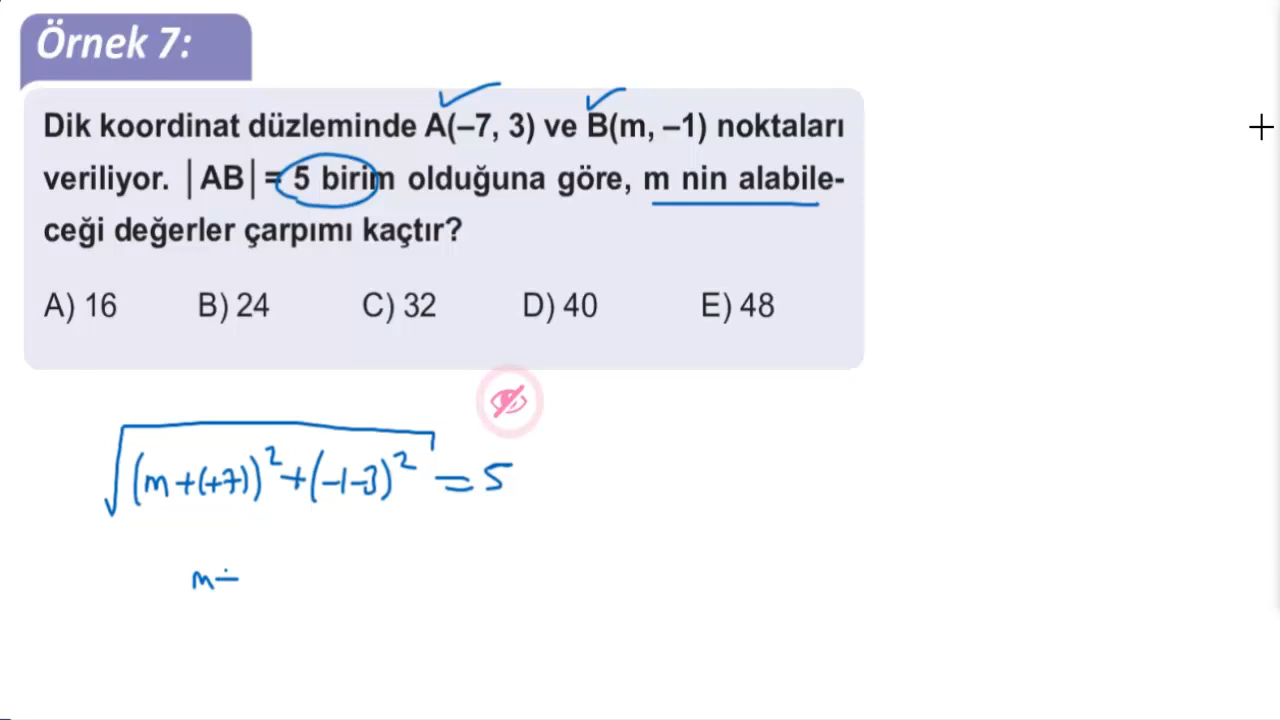 Örnek 7:
Dik koordinat düzleminde A(–7, 3) ve B(m, –1) noktaları
veriliyor. |AB| = 5 birim olduğuna göre, m nin alabile-
ceği değerler çarpımı kaçtır?
A) 16 B) 24 C) 32 D) 40 E) 48
√(m+(+7))²+(-1-3)² = 5
m÷